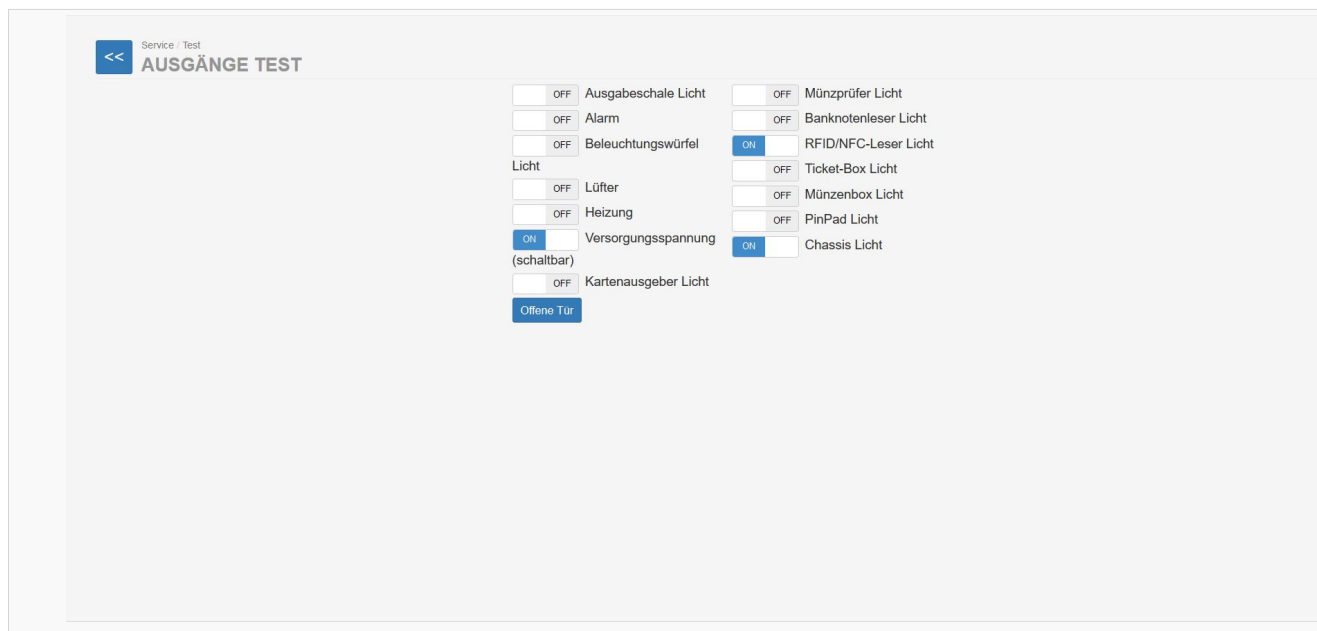 <<
Service / Test
AUSGÄNGE TEST
OFF Ausgabeschale Licht
OFF Alarm
OFF Beleuchtungswürfel
Licht
OFF Lüfter
OFF Heizung
ON Versorgungsspannung
(schaltbar)
OFF Kartenausgeber Licht
Offene Tür
OFF Münzprüfer Licht
OFF Banknotenleser Licht
ON RFID/NFC-Leser Licht
OFF Ticket-Box Licht
OFF Münzenbox Licht
OFF PinPad Licht
ON Chassis Licht